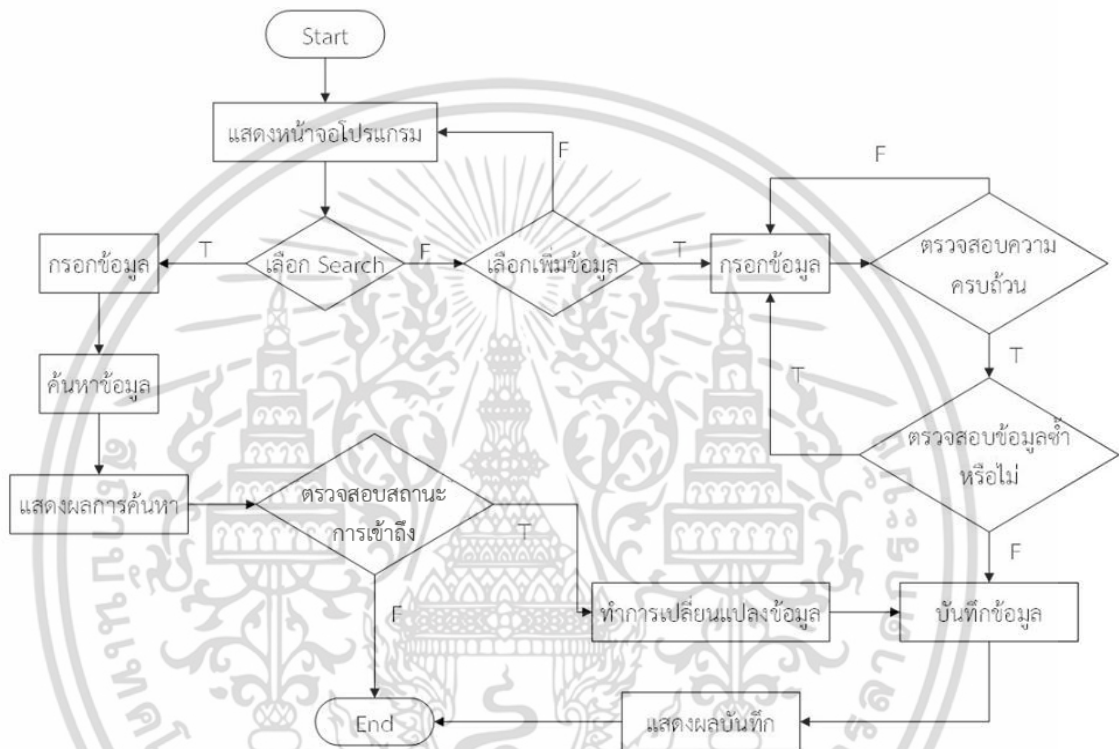 Start
แสดงหน้าจอโปรแกรม
F
F
กรอกข้อมูล
T
เลือก Search
F
เลือกเพิ่มข้อมูล
T
กรอกข้อมูล
ตรวจสอบความ
ครบถ้วน
T
ค้นหาข้อมูล
T
ตรวจสอบข้อมูลซ้ำ
หรือไม่
แสดงผลการค้นหา
ตรวจสอบสถานะ
การเข้าถึง
T
F
ทำการเปลี่ยนแปลงข้อมูล
บันทึกข้อมูล
F
End
แสดงผลบันทึก